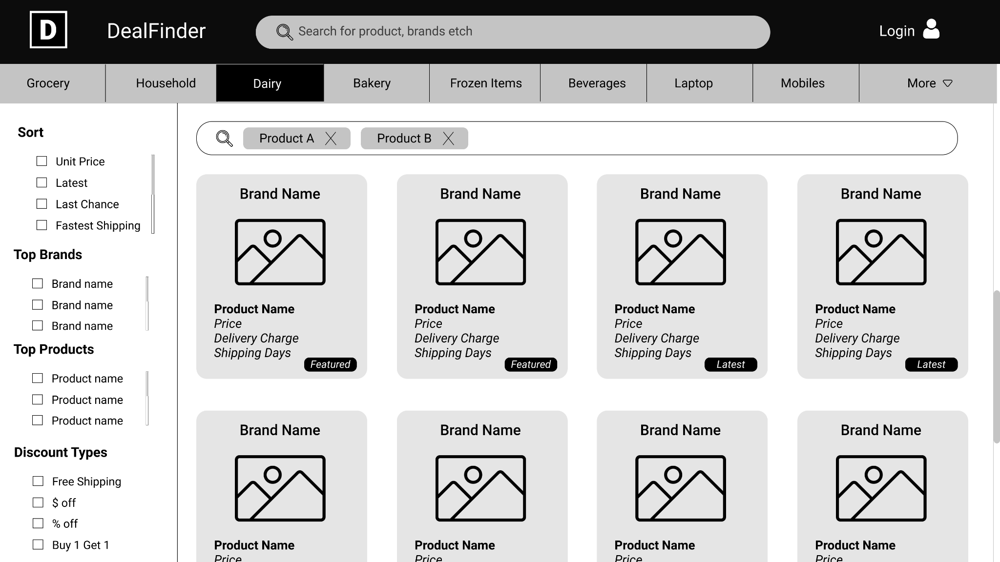 D
DealFinder
Search for product, brands etch
Login
Grocery
Household
Dairy
Bakery
Frozen Items
Beverages
Laptop
Mobiles
More
Sort
Unit Price
Latest
Last Chance
Fastest Shipping
Top Brands
Brand name
Brand name
Brand name
Top Products
Product name
Product name
Product name
Discount Types
Free Shipping
$ off
% off
Buy 1 Get 1
Product A
Product B
Brand Name
Product Name
Price
Delivery Charge
Shipping Days
Featured
Brand Name
Product Name
Price
Delivery Charge
Shipping Days
Featured
Brand Name
Product Name
Price
Delivery Charge
Shipping Days
Latest
Brand Name
Product Name
Price
Delivery Charge
Shipping Days
Latest
Brand Name
Product Name
Price
Brand Name
Product Name
Price
Brand Name
Product Name
Price
Brand Name
Product Name
Price